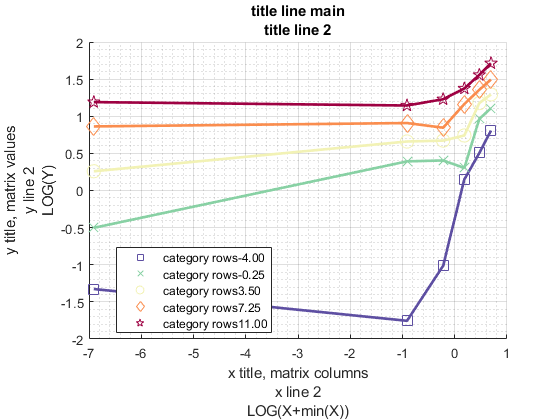 title line main
title line 2
y title, matrix values
y line 2
LOG(Y)
2
1.5
1
0.5
0
-0.5
-1
-1.5
-2
category rows-4.00
category rows-0.25
category rows3.50
category rows7.25
category rows11.00
-7 -6 -5 -4 -3 -2 -1 0 1
x title, matrix columns
x line 2
LOG(X+min(X))